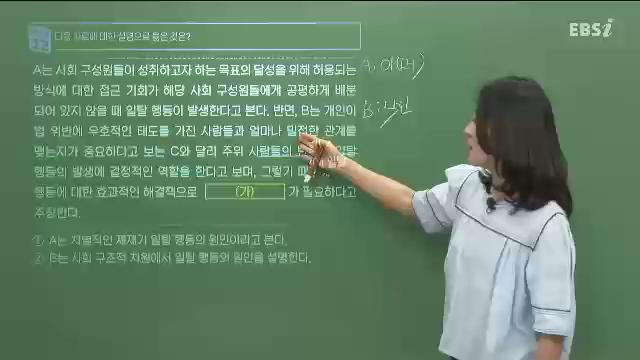 다음 자료에 대한 설명으로 옳은 것은?
EBSi
A는 사회 구성원들이 성취하고자 하는 목표의 달성을 위해 허용되는
방식에 대한 접근 기회가 해당 사회 구성원들에게 공평하게 배분
되어 있지 않을 때 일탈 행동이 발생한다고 본다. 반면, B는 개인이
법 위반에 우호적인 태도를 가진 사람들과 얼마나 밀접한 관계를
맺는지가 중요하다고 보는 C와 달리 주위 사람들의
행동의 발생에 결정적인 역할을 한다고 보며, 그렇기
행동에 대한 효과적인 해결책으로 (가) 가 필요하다고
주장한다.
① A는 차별적인 제재가 일탈 행동의 원인이라고 본다.
② B는 사회 구조적 차원에서 일탈 행동의 원인을 설명한다.
A: 아(머)
B: 낙인